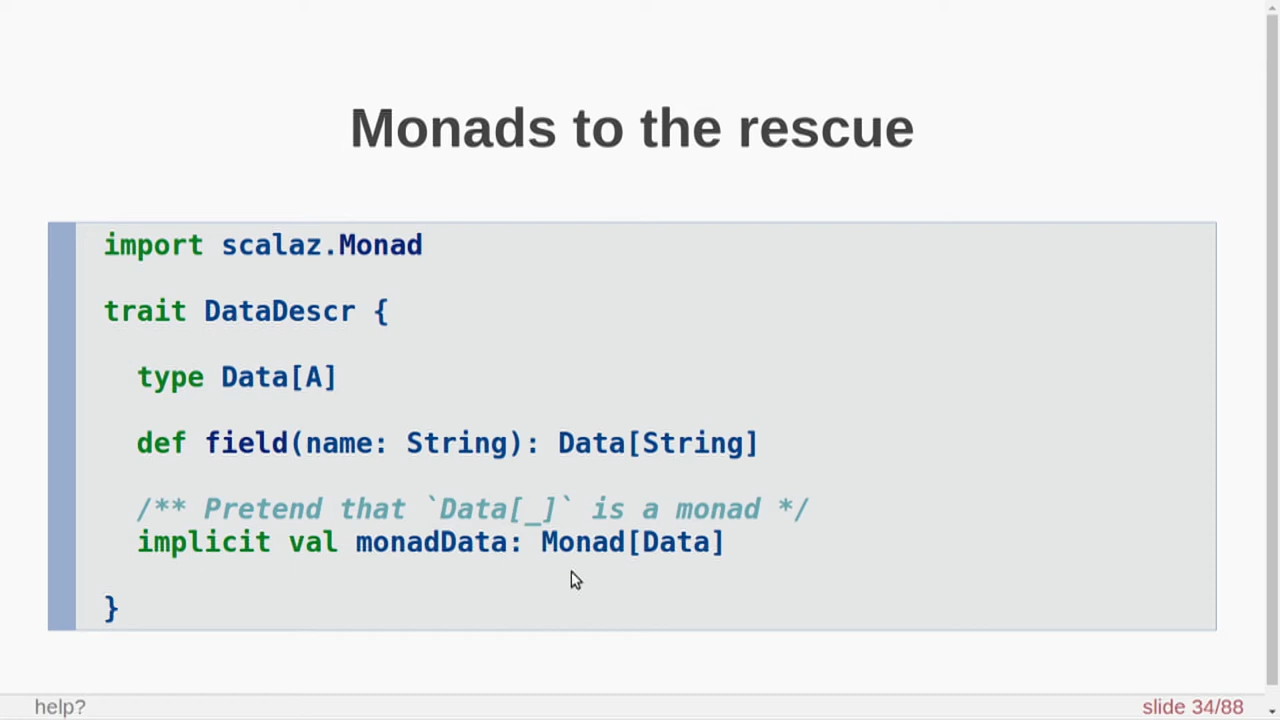 Monads to the rescue
import scalaz.Monad
trait DataDescr {
type Data[A]
def field(name: String): Data[String]
/** Pretend that `Data[_]` is a monad */
implicit val monadData: Monad[Data]
}
help?
slide 34/88